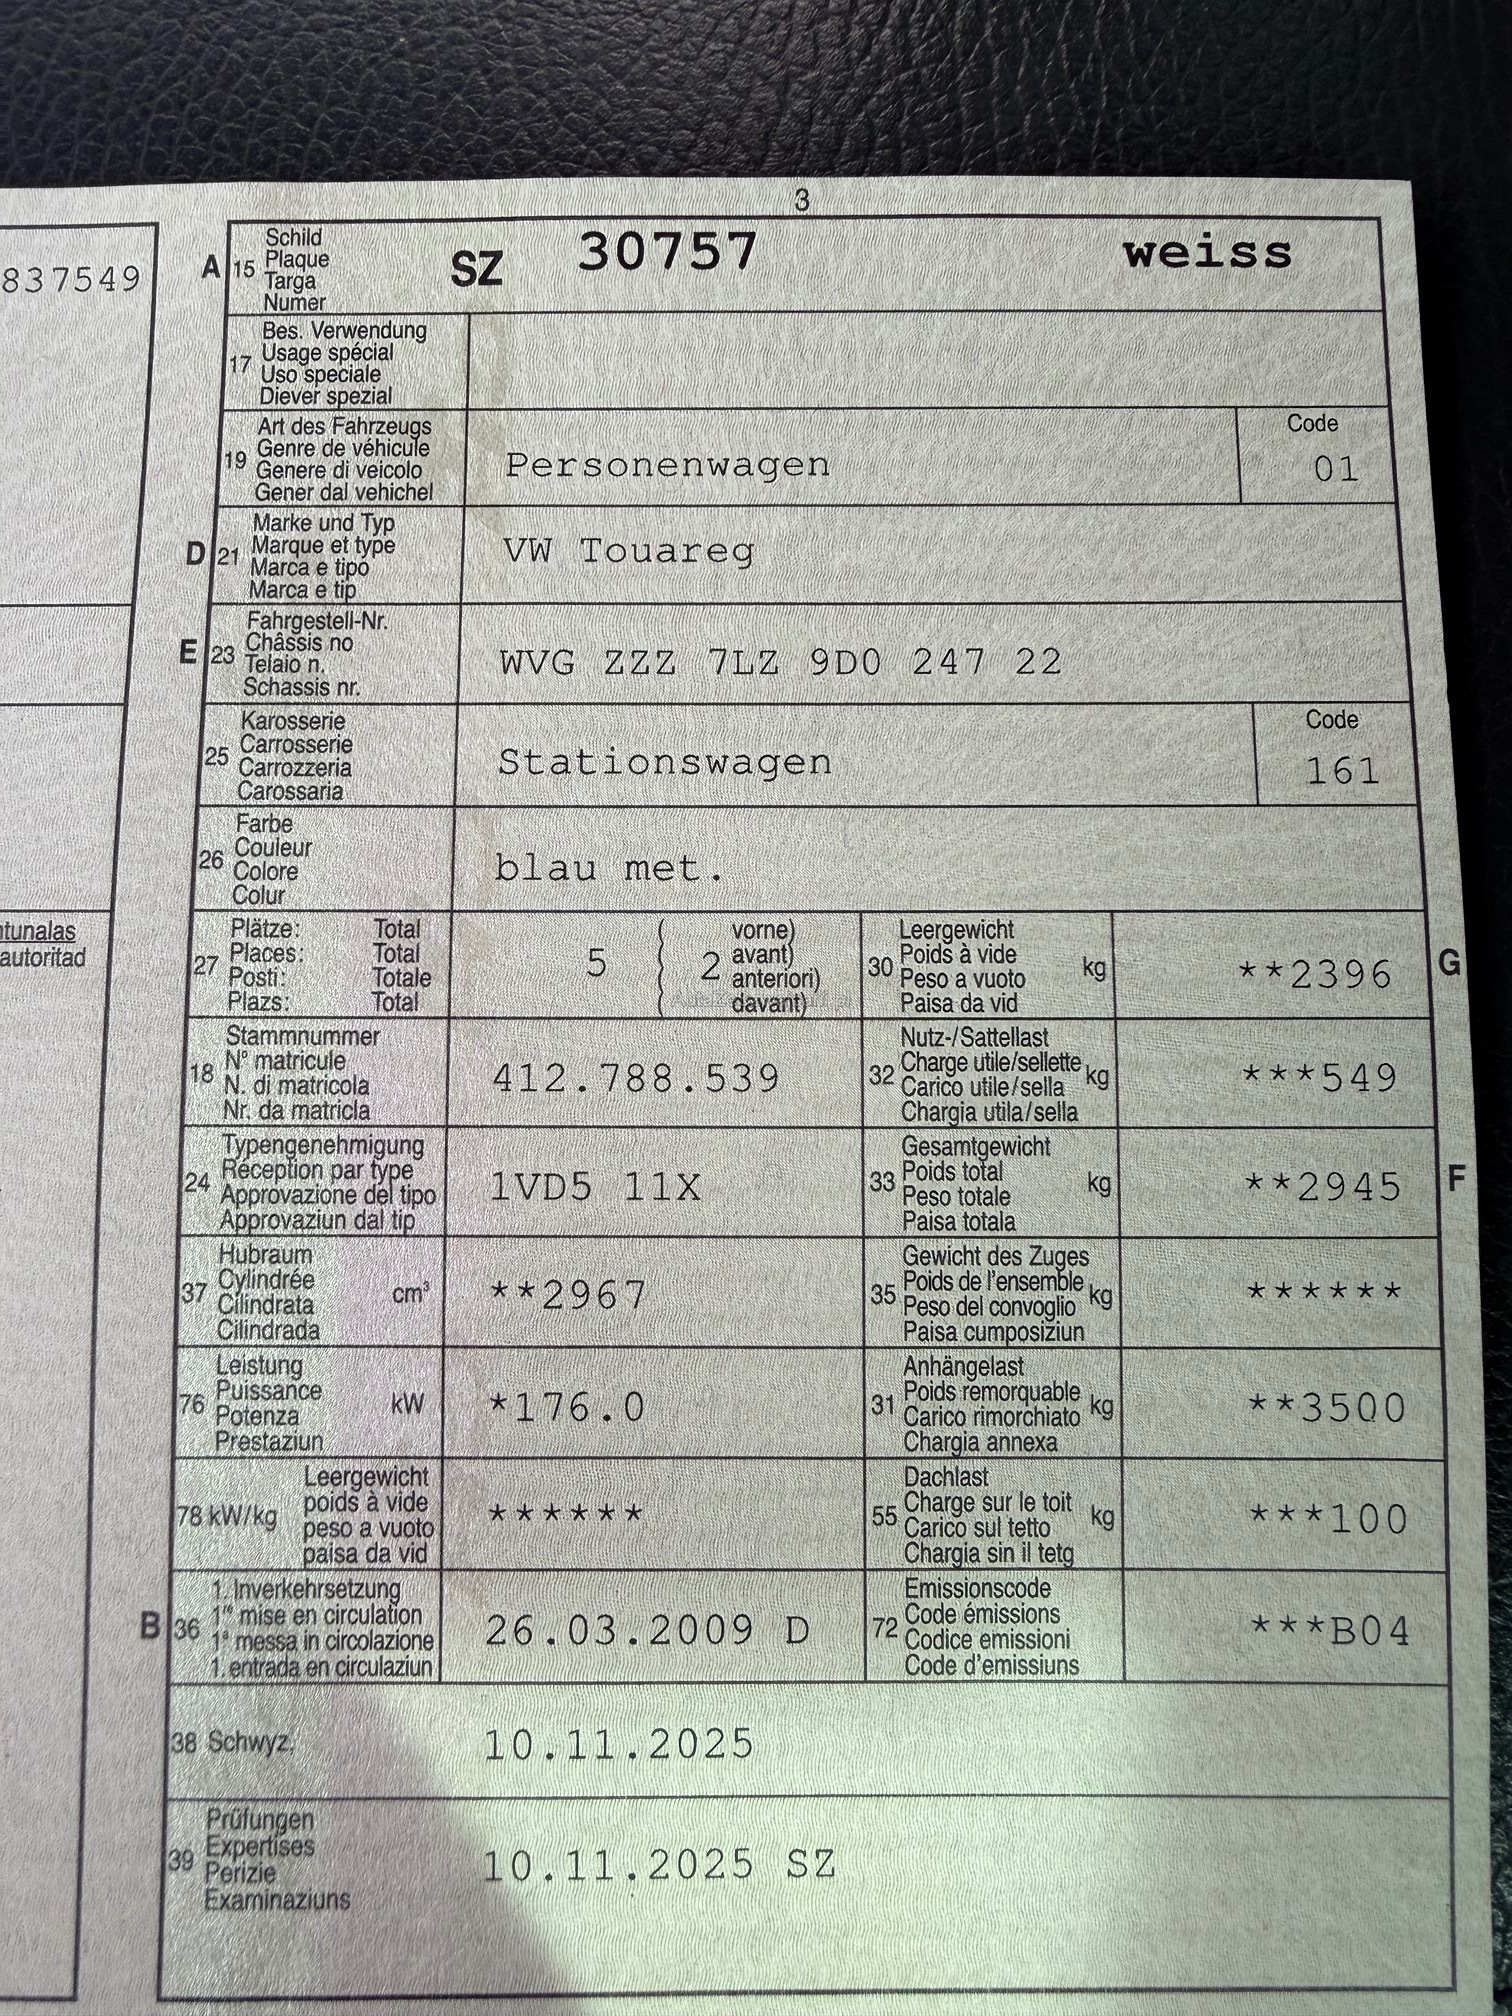 3
837549
A 15 Schild
Plaque
Targa
Numer
SZ 30757 weiss
17 Bes. Verwendung
Usage spécial
Uso speciale
Diever spezial
19 Art des Fahrzeugs
Genre de véhicule
Genere di veicolo
Gener dal vehichel
Personenwagen
Code
01
D 21 Marke und Typ
Marque et type
Marca e tipo
Marca e tip
VW Touareg
E 23 Fahrgestell-Nr.
Châssis no
Telaio n.
Schassis nr.
WVG ZZZ 7LZ 9D0 247 22
25 Karosserie
Carrosserie
Carrozzeria
Carossaria
Stationswagen
Code
161
26 Farbe
Couleur
Colore
Colur
blau met.
tunalas
autoritad
27 Plätze: Total
Places: Total
Posti: Totale
Plazs: Total
5 ( 2 vorne)
avant)
anteriori)
davant)
30 Leergewicht
Poids à vide
Peso a vuoto
Paisa da vid
kg
**2396 G
18 Stammnummer
N° matricule
N. di matricola
Nr. da matricla
412.788.539
32 Nutz-/Sattellast
Charge utile/sellette
Carico utile/sella
Chargia utila/sella
kg
***549
24 Typengenehmigung
Réception par type
Approvazione del tipo
Approvaziun dal tip
1VD5 11X
33 Gesamtgewicht
Poids total
Peso totale
Paisa totala
kg
**2945 F
37 Hubraum
Cylindrée
Cilindrata
Cilindrada
cm³
**2967
35 Gewicht des Zuges
Poids de l'ensemble
Peso del convoglio
Paisa cumposiziun
kg
******
76 Leistung
Puissance
Potenza
Prestaziun
kW
*176.0
31 Anhängelast
Poids remorquable
Carico rimorchiato
Chargia annexa
kg
**3500
78 kW/kg Leergewicht
poids à vide
peso a vuoto
paisa da vid
******
55 Dachlast
Charge sur le toit
Carico sul tetto
Chargia sin il tetg
kg
***100
B 36 1. Inverkehrsetzung
1re mise en circulation
1a messa in circolazione
1. entrada en circulaziun
26.03.2009 D
72 Emissionscode
Code émissions
Codice emissioni
Code d'emissiuns
***B04
38 Schwyz, 10.11.2025
39 Prüfungen
Expertises
Perizie
Examinaziuns
10.11.2025 SZ